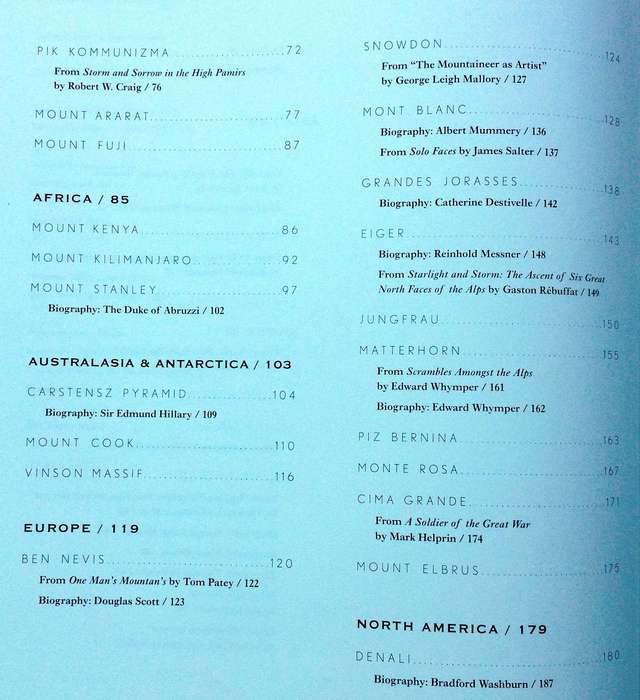 PIK KOMMUNIZMA.....................72
From Storm and Sorrow in the High Pamirs
by Robert W. Craig / 76
MOUNT ARARAT.....................77
MOUNT FUJI.....................87
AFRICA / 85
MOUNT KENYA.....................86
MOUNT KILIMANJARO.....................92
MOUNT STANLEY.....................97
Biography: The Duke of Abruzzi / 102
AUSTRALASIA & ANTARCTICA / 103
CARSTENSZ PYRAMID.....................104
Biography: Sir Edmund Hillary / 109
MOUNT COOK.....................110
VINSON MASSIF.....................116
EUROPE / 119
BEN NEVIS.....................120
From One Man's Mountan's by Tom Patey / 122
Biography: Douglas Scott / 123
SNOWDON.....................124
From "The Mountaineer as Artist"
by George Leigh Mallory / 127
MONT BLANC.....................128
Biography: Albert Mummery / 136
From Solo Faces by James Salter / 137
GRANDES JORASSES.....................138
Biography: Catherine Destivelle / 142
EIGER.....................143
Biography: Reinhold Messner / 148
From Starlight and Storm: The Ascent of Six Great
North Faces of the Alps by Gaston Rébuffat / 149
JUNGFRAU.....................150
MATTERHORN.....................155
From Scrambles Amongst the Alps
by Edward Whymper / 161
Biography: Edward Whymper / 162
PIZ BERNINA.....................163
MONTE ROSA.....................167
CIMA GRANDE.....................171
From A Soldier of the Great War
by Mark Helprin / 174
MOUNT ELBRUS.....................175
NORTH AMERICA / 179
DENALI.....................180
Biography: Bradford Washburn / 187